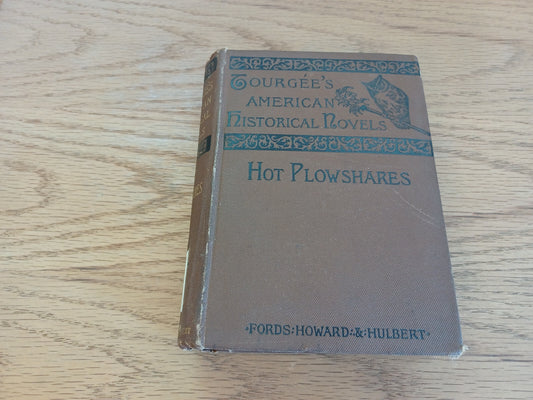 TOURGÉE'S
AMERICAN
HISTORICAL NOVELS
HOT PLOWSHARES
·FORDS:HOWARD:&:HULBERT·